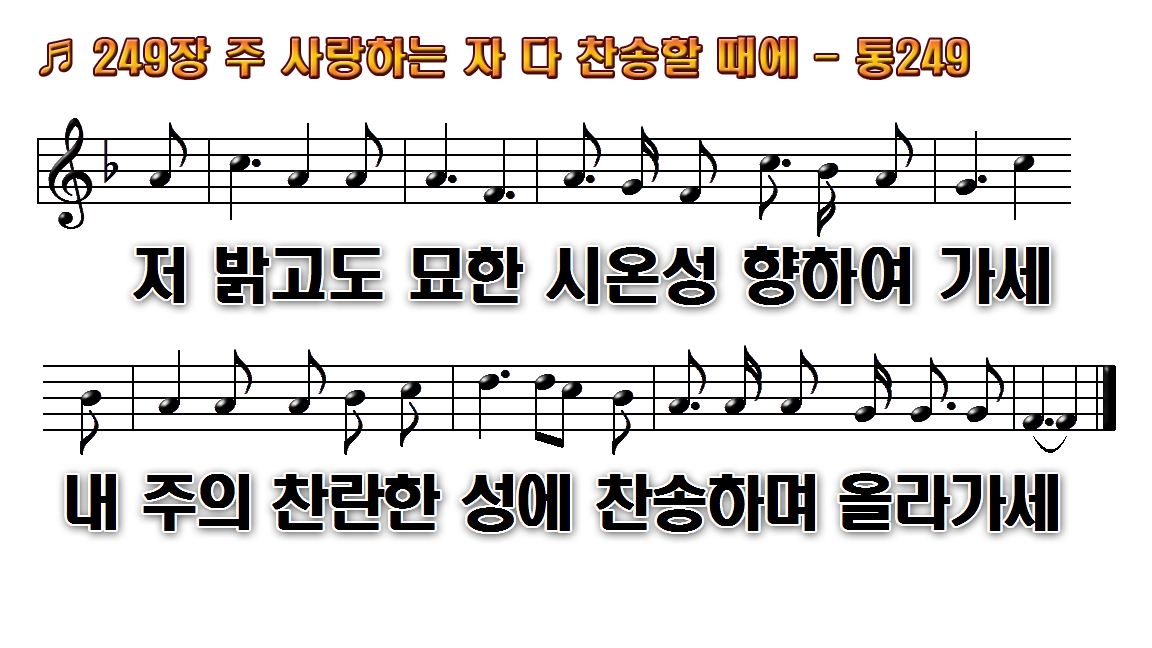 ♬ 249장 주 사랑하는 자 다 찬송할 때에 - 통249
저 밝고도 묘한 시온성 향하여 가세
내 주의 찬란한 성에 찬송하며 올라가세